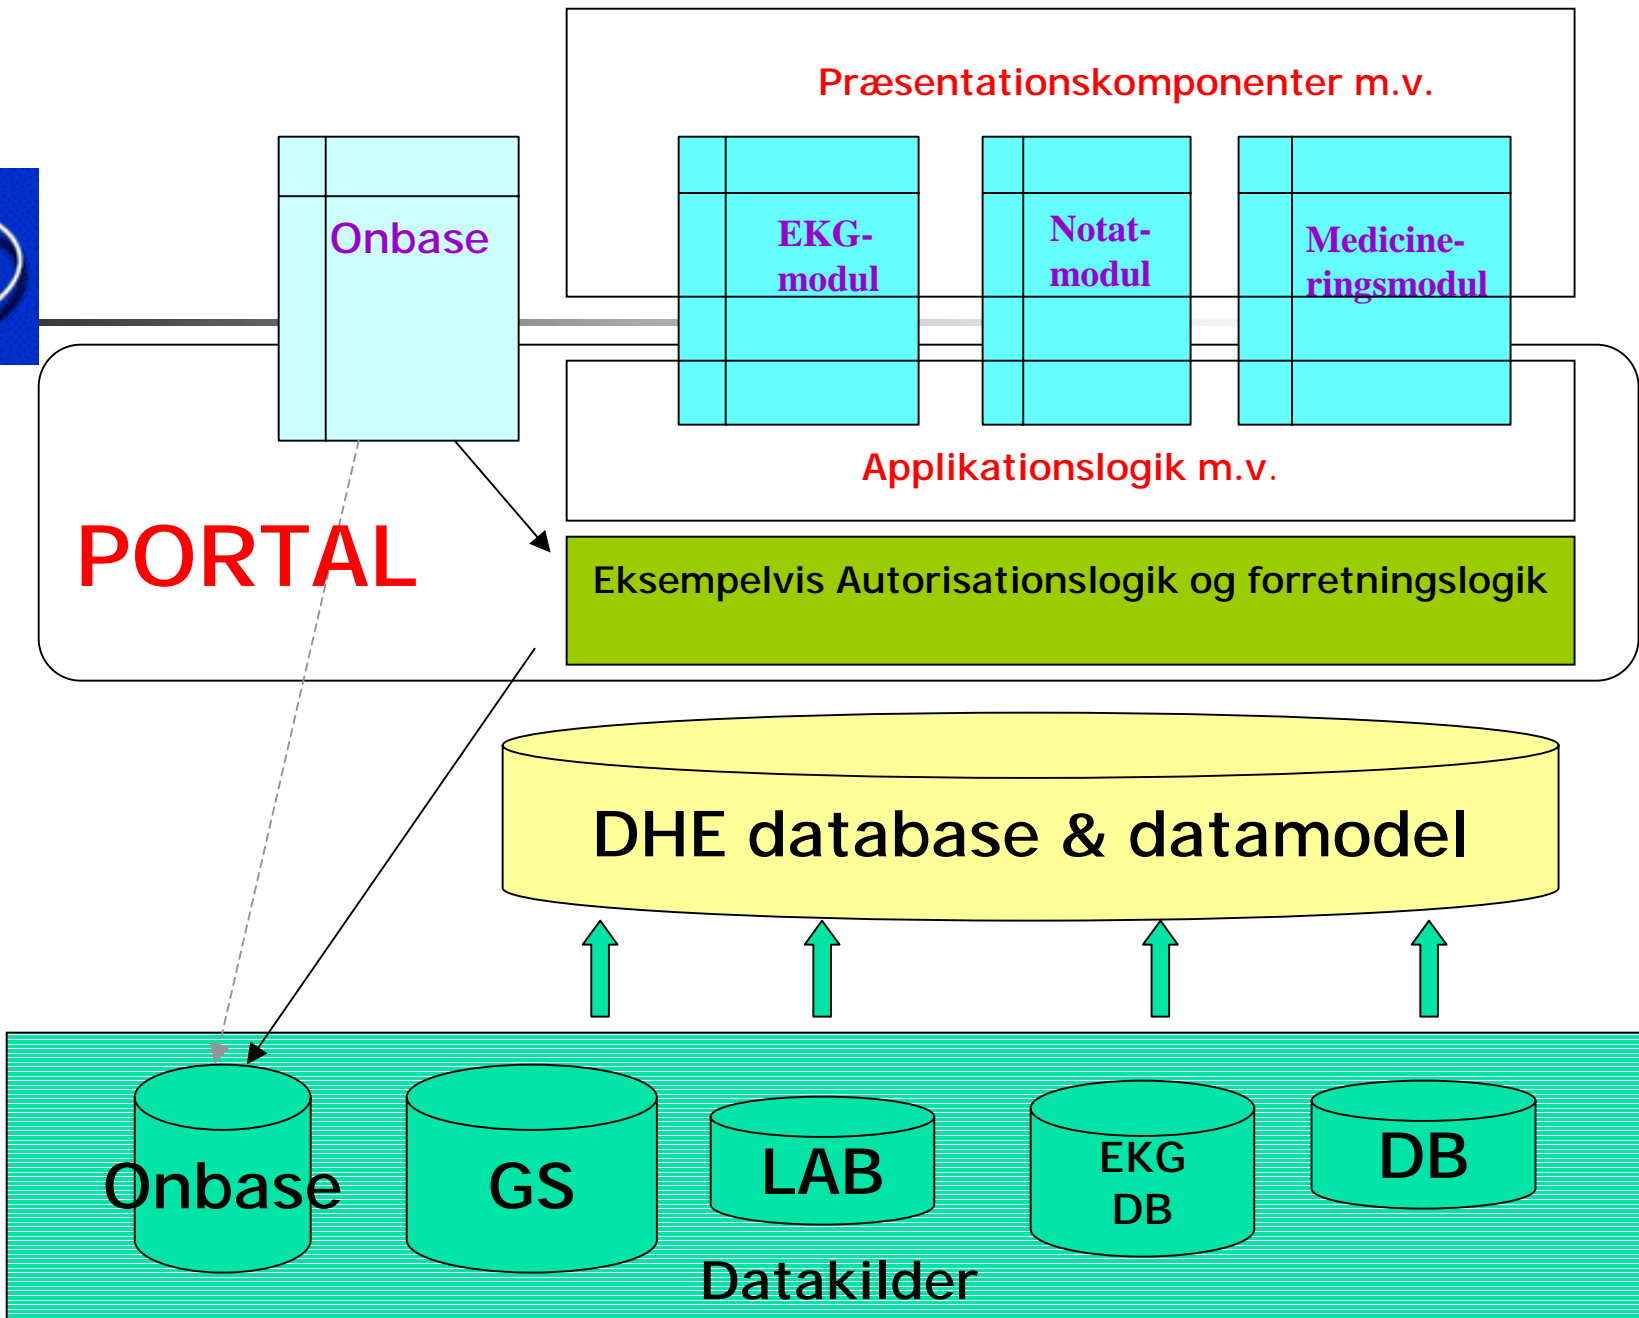 Præsentationskomponenter m.v.
Onbase
EKG-
modul
Notat-
modul
Medicine-
ringsmodul
Applikationslogik m.v.
PORTAL
Eksempelvis Autorisationslogik og forretningslogik
DHE database & datamodel
Onbase
GS
LAB
EKG
DB
DB
Datakilder